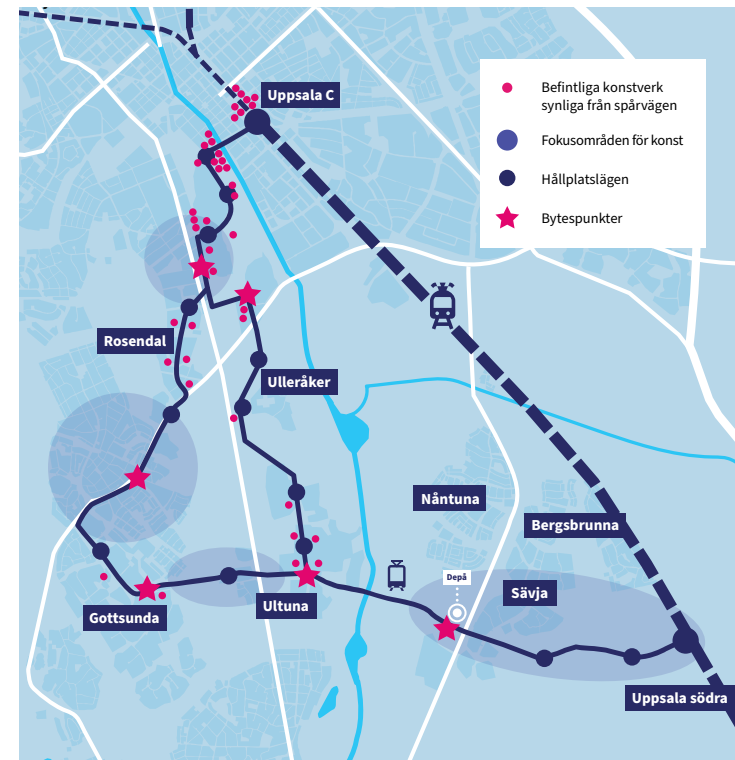 Uppsala C
Befintliga konstverk
synliga från spårvägen
Fokusområden för konst
Hållplatslägen
Bytespunkter
Rosendal
Ulleråker
Nåntuna
Bergsbrunna
Depå
Sävja
Ultuna
Gottsunda
Uppsala södra